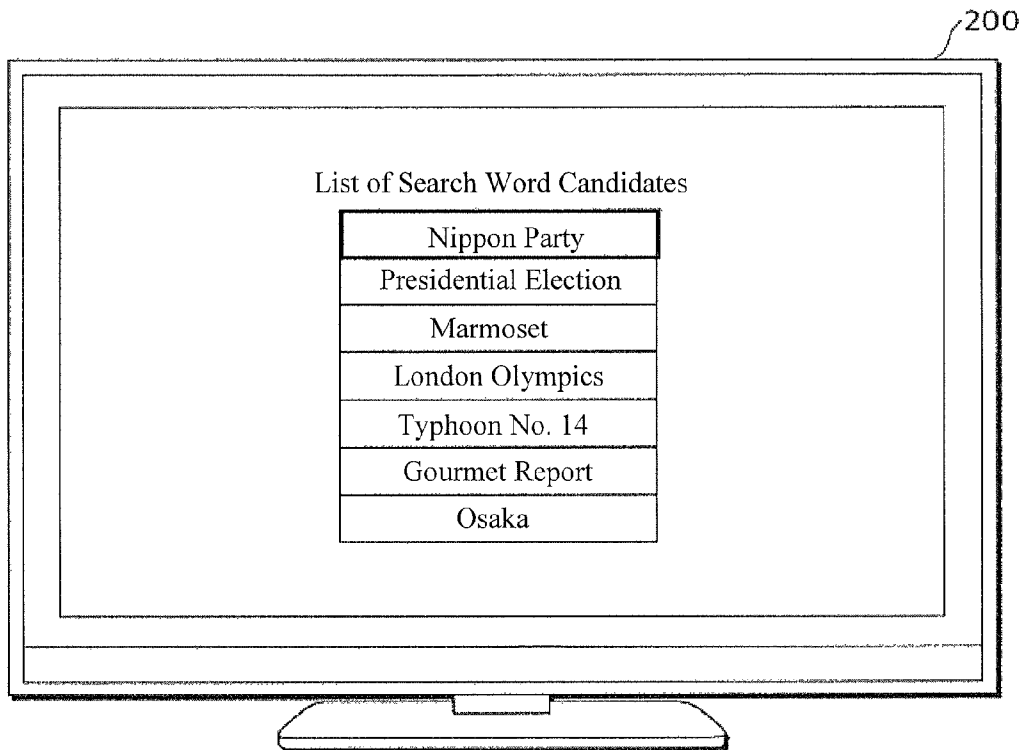 200
List of Search Word Candidates
Nippon Party
Presidential Election
Marmoset
London Olympics
Typhoon No. 14
Gourmet Report
Osaka